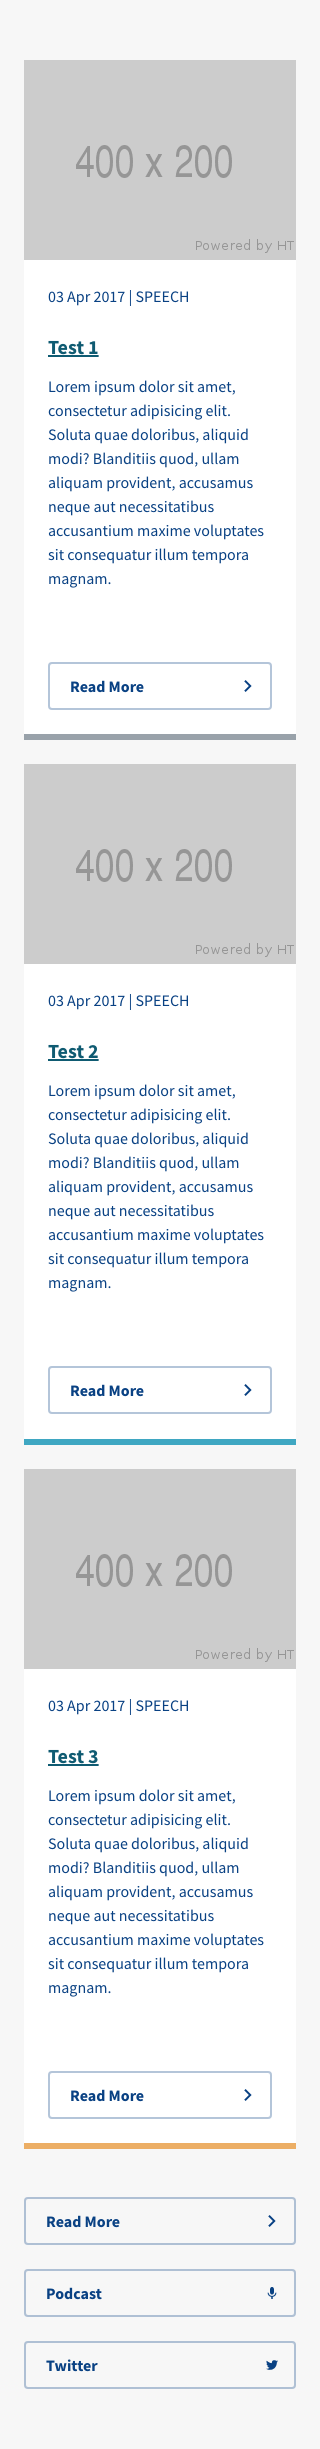 400 x 200
Powered by HT
03 Apr 2017 | SPEECH
Test 1
Lorem ipsum dolor sit amet,
consectetur adipisicing elit.
Soluta quae doloribus, aliquid
modi? Blanditiis quod, ullam
aliquam provident, accusamus
neque aut necessitatibus
accusantium maxime voluptates
sit consequatur illum tempora
magnam.
Read More
400 x 200
Powered by HT
03 Apr 2017 | SPEECH
Test 2
Lorem ipsum dolor sit amet,
consectetur adipisicing elit.
Soluta quae doloribus, aliquid
modi? Blanditiis quod, ullam
aliquam provident, accusamus
neque aut necessitatibus
accusantium maxime voluptates
sit consequatur illum tempora
magnam.
Read More
400 x 200
Powered by HT
03 Apr 2017 | SPEECH
Test 3
Lorem ipsum dolor sit amet,
consectetur adipisicing elit.
Soluta quae doloribus, aliquid
modi? Blanditiis quod, ullam
aliquam provident, accusamus
neque aut necessitatibus
accusantium maxime voluptates
sit consequatur illum tempora
magnam.
Read More
Read More
Podcast
Twitter